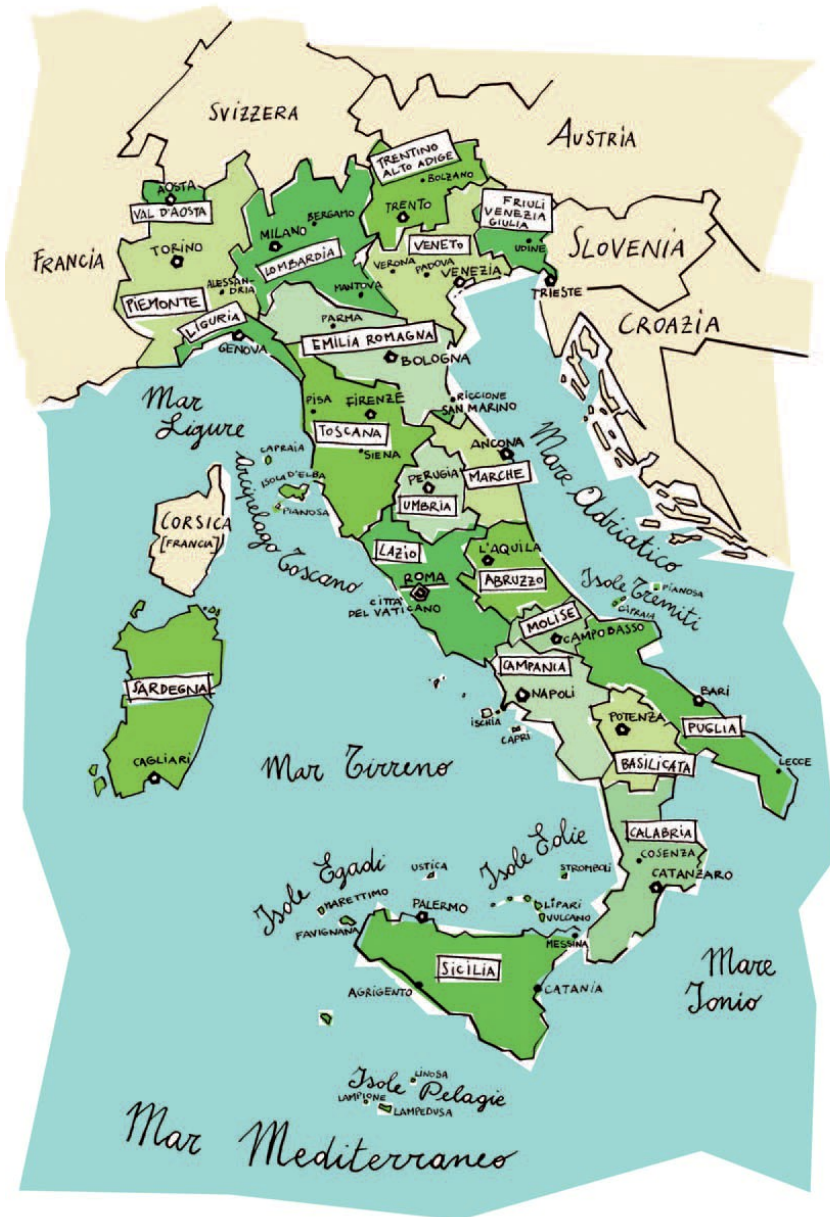 SVIZZERA
AUSTRIA
TRENTINO
ALTO ADIGE
BOLZANO
AOSTA
VAL D'AOSTA
TRENTO
FRIULI
VENEZIA
GIULIA
UDINE
BERGAMO
MILANO
LOMBARDIA
VENETO
SLOVENIA
TORINO
FRANCIA
VERONA
PADOVA
VENEZIA
TRIESTE
ALESSAN-
DRIA
MANTOVA
PIEMONTE
LIGURIA
GENOVA
PARMA
EMILIA ROMAGNA
BOLOGNA
CROAZIA
Mar
Ligure
PISA
FIRENZE
TOSCANA
SIENA
RICCIONE
SAN MARINO
ANCONA
MARCHE
PERUGIA
UMBRIA
Mare Adriatico
CAPRAIA
ISOLA D'ELBA
PIANOSA
Arcipelago Toscano
CORSICA
[FRANCIA]
LAZIO
ROMA
CITTÀ
DEL VATICANO
L'AQUILA
ABRUZZO
Isole Tremiti
PIANOSA
CAPRAIA
MOLISE
CAMPOBASSO
CAMPANIA
NAPOLI
ISCHIA
CAPRI
SARDEGNA
CAGLIARI
BARI
PUGLIA
POTENZA
BASILICATA
LECCE
Mar Tirreno
CALABRIA
COSENZA
CATANZARO
Isole Egadi
MARETTIMO
FAVIGNANA
USTICA
Isole Eolie
STROMBOLI
LIPARI
VULCANO
PALERMO
MESSINA
SICILIA
AGRIGENTO
CATANIA
Mare
Jonio
Isole Pelagie
LINOSA
LAMPIONE
LAMPEDUSA
Mar Mediterraneo